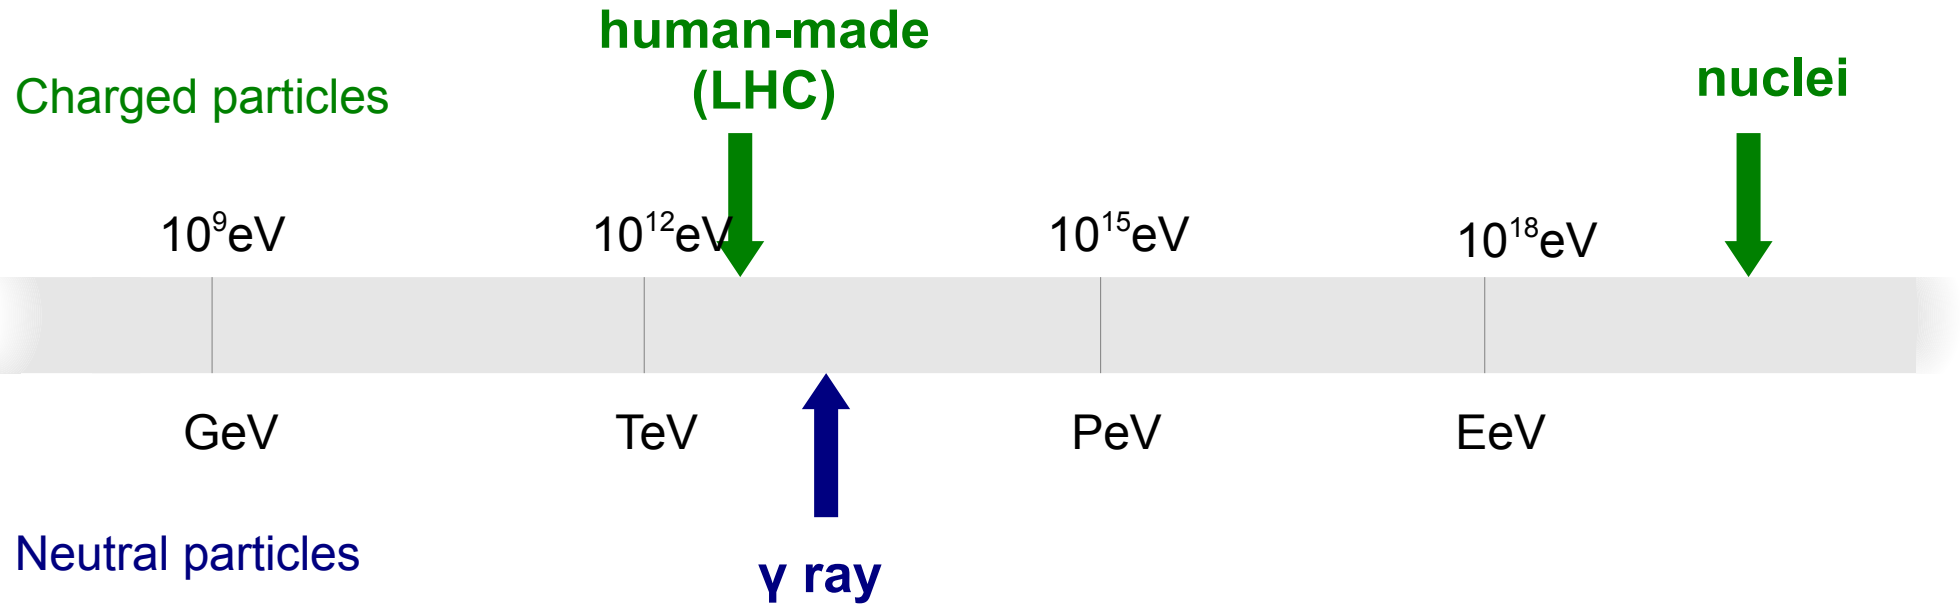 human-made
(LHC)
Charged particles
nuclei
10⁹eV
10¹²eV
10¹⁵eV
10¹⁸eV
GeV
TeV
PeV
EeV
Neutral particles
γ ray